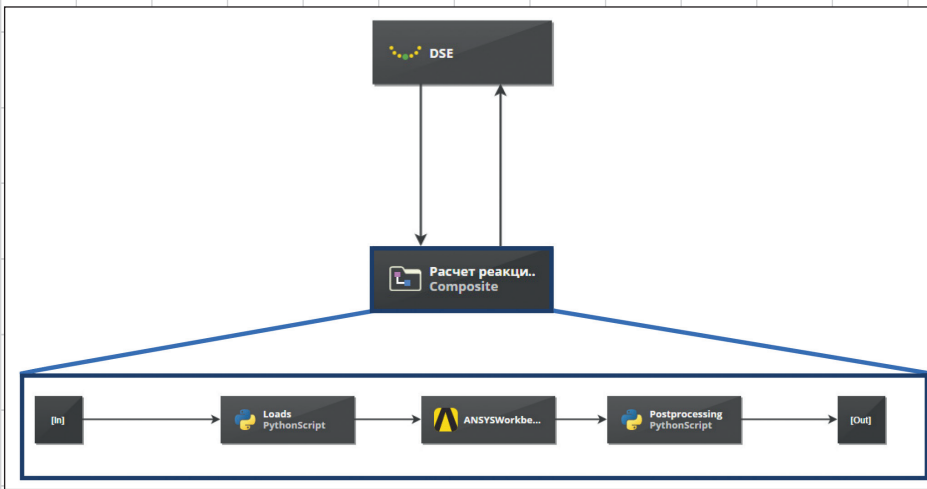 DSE
Расчет реакци..
Composite
[In]
Loads
PythonScript
ANSYSWorkbe...
Postprocessing
PythonScript
[Out]